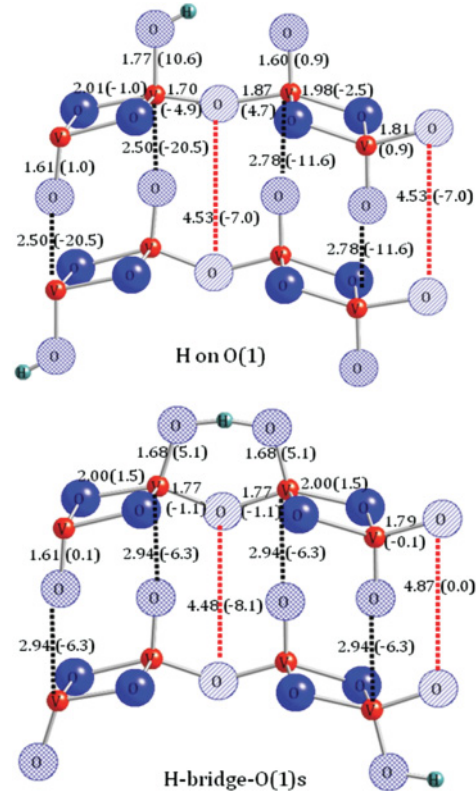 H
O O
1.77 (10.6) 1.60 (0.9)
2.01(-1.0) 1.70 1.87 1.98(-2.5)
O V O V O O
O (-4.9) (4.7) O 1.81
V 2.50(-20.5) 2.78(-11.6) V (0.9)
1.61(1.0) 4.53
O O O O (-7.0)
4.53(-7.0)
2.50(-20.5) 2.78(-11.6)
V V
O O O O O O
V V
O O
H
H on O(1)
O H O
1.68(5.1) 1.68(5.1)
2.00(1.5) 1.77 1.77 2.00(1.5)
O V O V O O
O (-1.1) (-1.1) O 1.79
V V (-0.1)
1.61(0.1) 2.94(-6.3) 2.94(-6.3)
O O O O 4.87(0.0)
4.48(-8.1)
2.94(-6.3) 2.94(-6.3)
V V
O O O O O O
V V
O O H
H-bridge-O(1)s